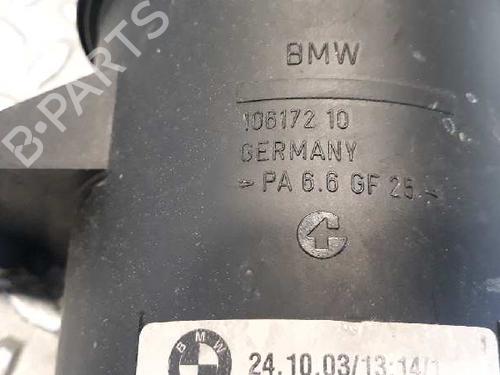 BMW
106172 10
GERMANY
> PA 6.6 GF 25 <
BMW
24.10.03/13:14/1
B-PARTS